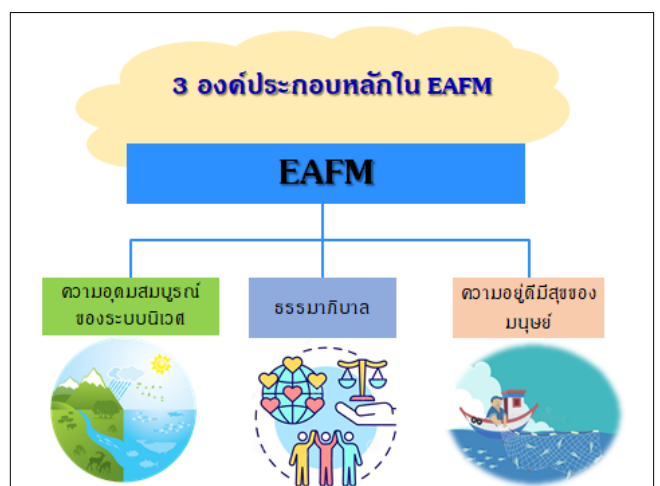 3 องค์ประกอบหลักใน EAFM
EAFM
ความอุดมสมบูรณ์
ของระบบนิเวศ
ธรรมาภิบาล
ความอยู่ดีมีสุขของ
มนุษย์